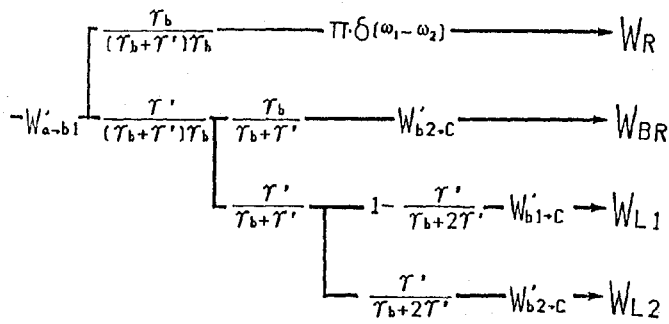 γb/(γb+γ')γb π·δ(ω1-ω2) WR
W'a→b1 γ'/(γb+γ')γb γb/γb+γ' W'b2→C WBR
γ'/γb+γ' 1-γ'/γb+2γ' W'b1→C WL1
γ'/γb+2γ' W'b2→C WL2